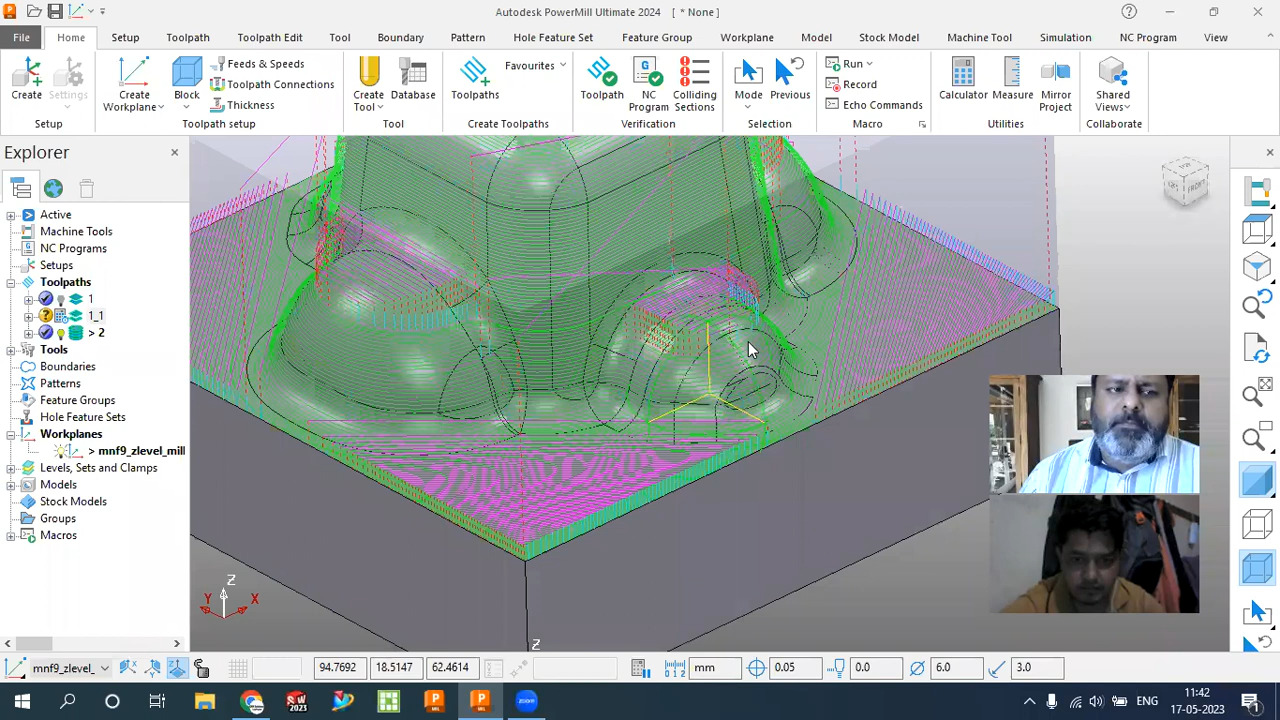 Autodesk PowerMill Ultimate 2024 [ * None ]
File Home Setup Toolpath Toolpath Edit Tool Boundary Pattern Hole Feature Set Feature Group Workplane Model Stock Model Machine Tool Simulation NC Program View
Create
Settings
Setup
Create Workplane
Block
Feeds & Speeds
Toolpath Connections
Thickness
Toolpath setup
Create Tool
Database
Tool
Toolpaths
Favourites
Create Toolpaths
Toolpath
NC Program
Colliding Sections
Verification
Mode
Previous
Selection
Run
Record
Echo Commands
Macro
Calculator
Measure
Mirror Project
Utilities
Shared Views
Collaborate
Explorer
Active
Machine Tools
NC Programs
Setups
Toolpaths
1
1_1
> 2
Tools
Boundaries
Patterns
Feature Groups
Hole Feature Sets
Workplanes
> mnf9_zlevel_mill
Levels, Sets and Clamps
Models
Stock Models
Groups
Macros
FRONT
Z
Y X
Z
mnf9_zlevel_ 94.7692 18.5147 62.4614 mm 0.05 0.0 6.0 3.0
ENG 11:42
17-05-2023